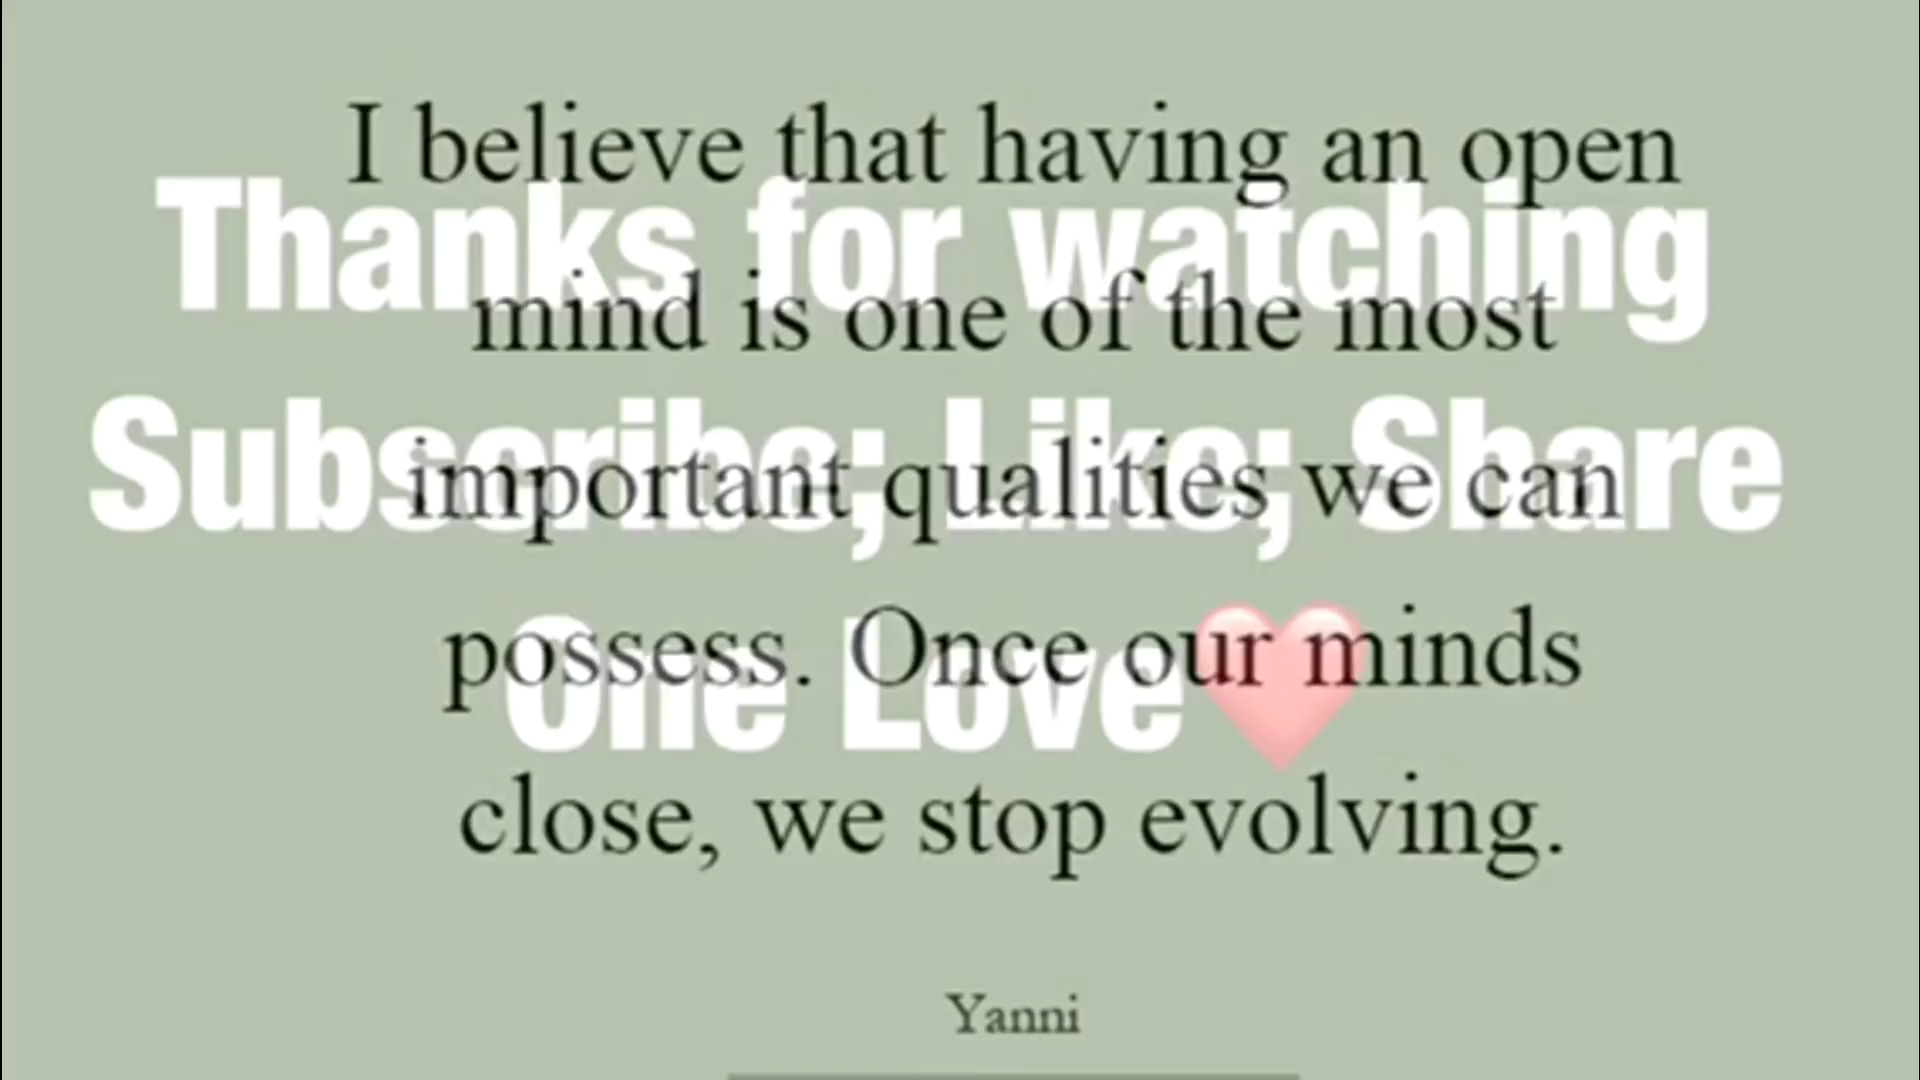 I believe that having an open
Thanks for watching
mind is one of the most
Subscribe; Like; Share
important qualities we can
possess. Once our minds
One Love🩷
close, we stop evolving.
Yanni